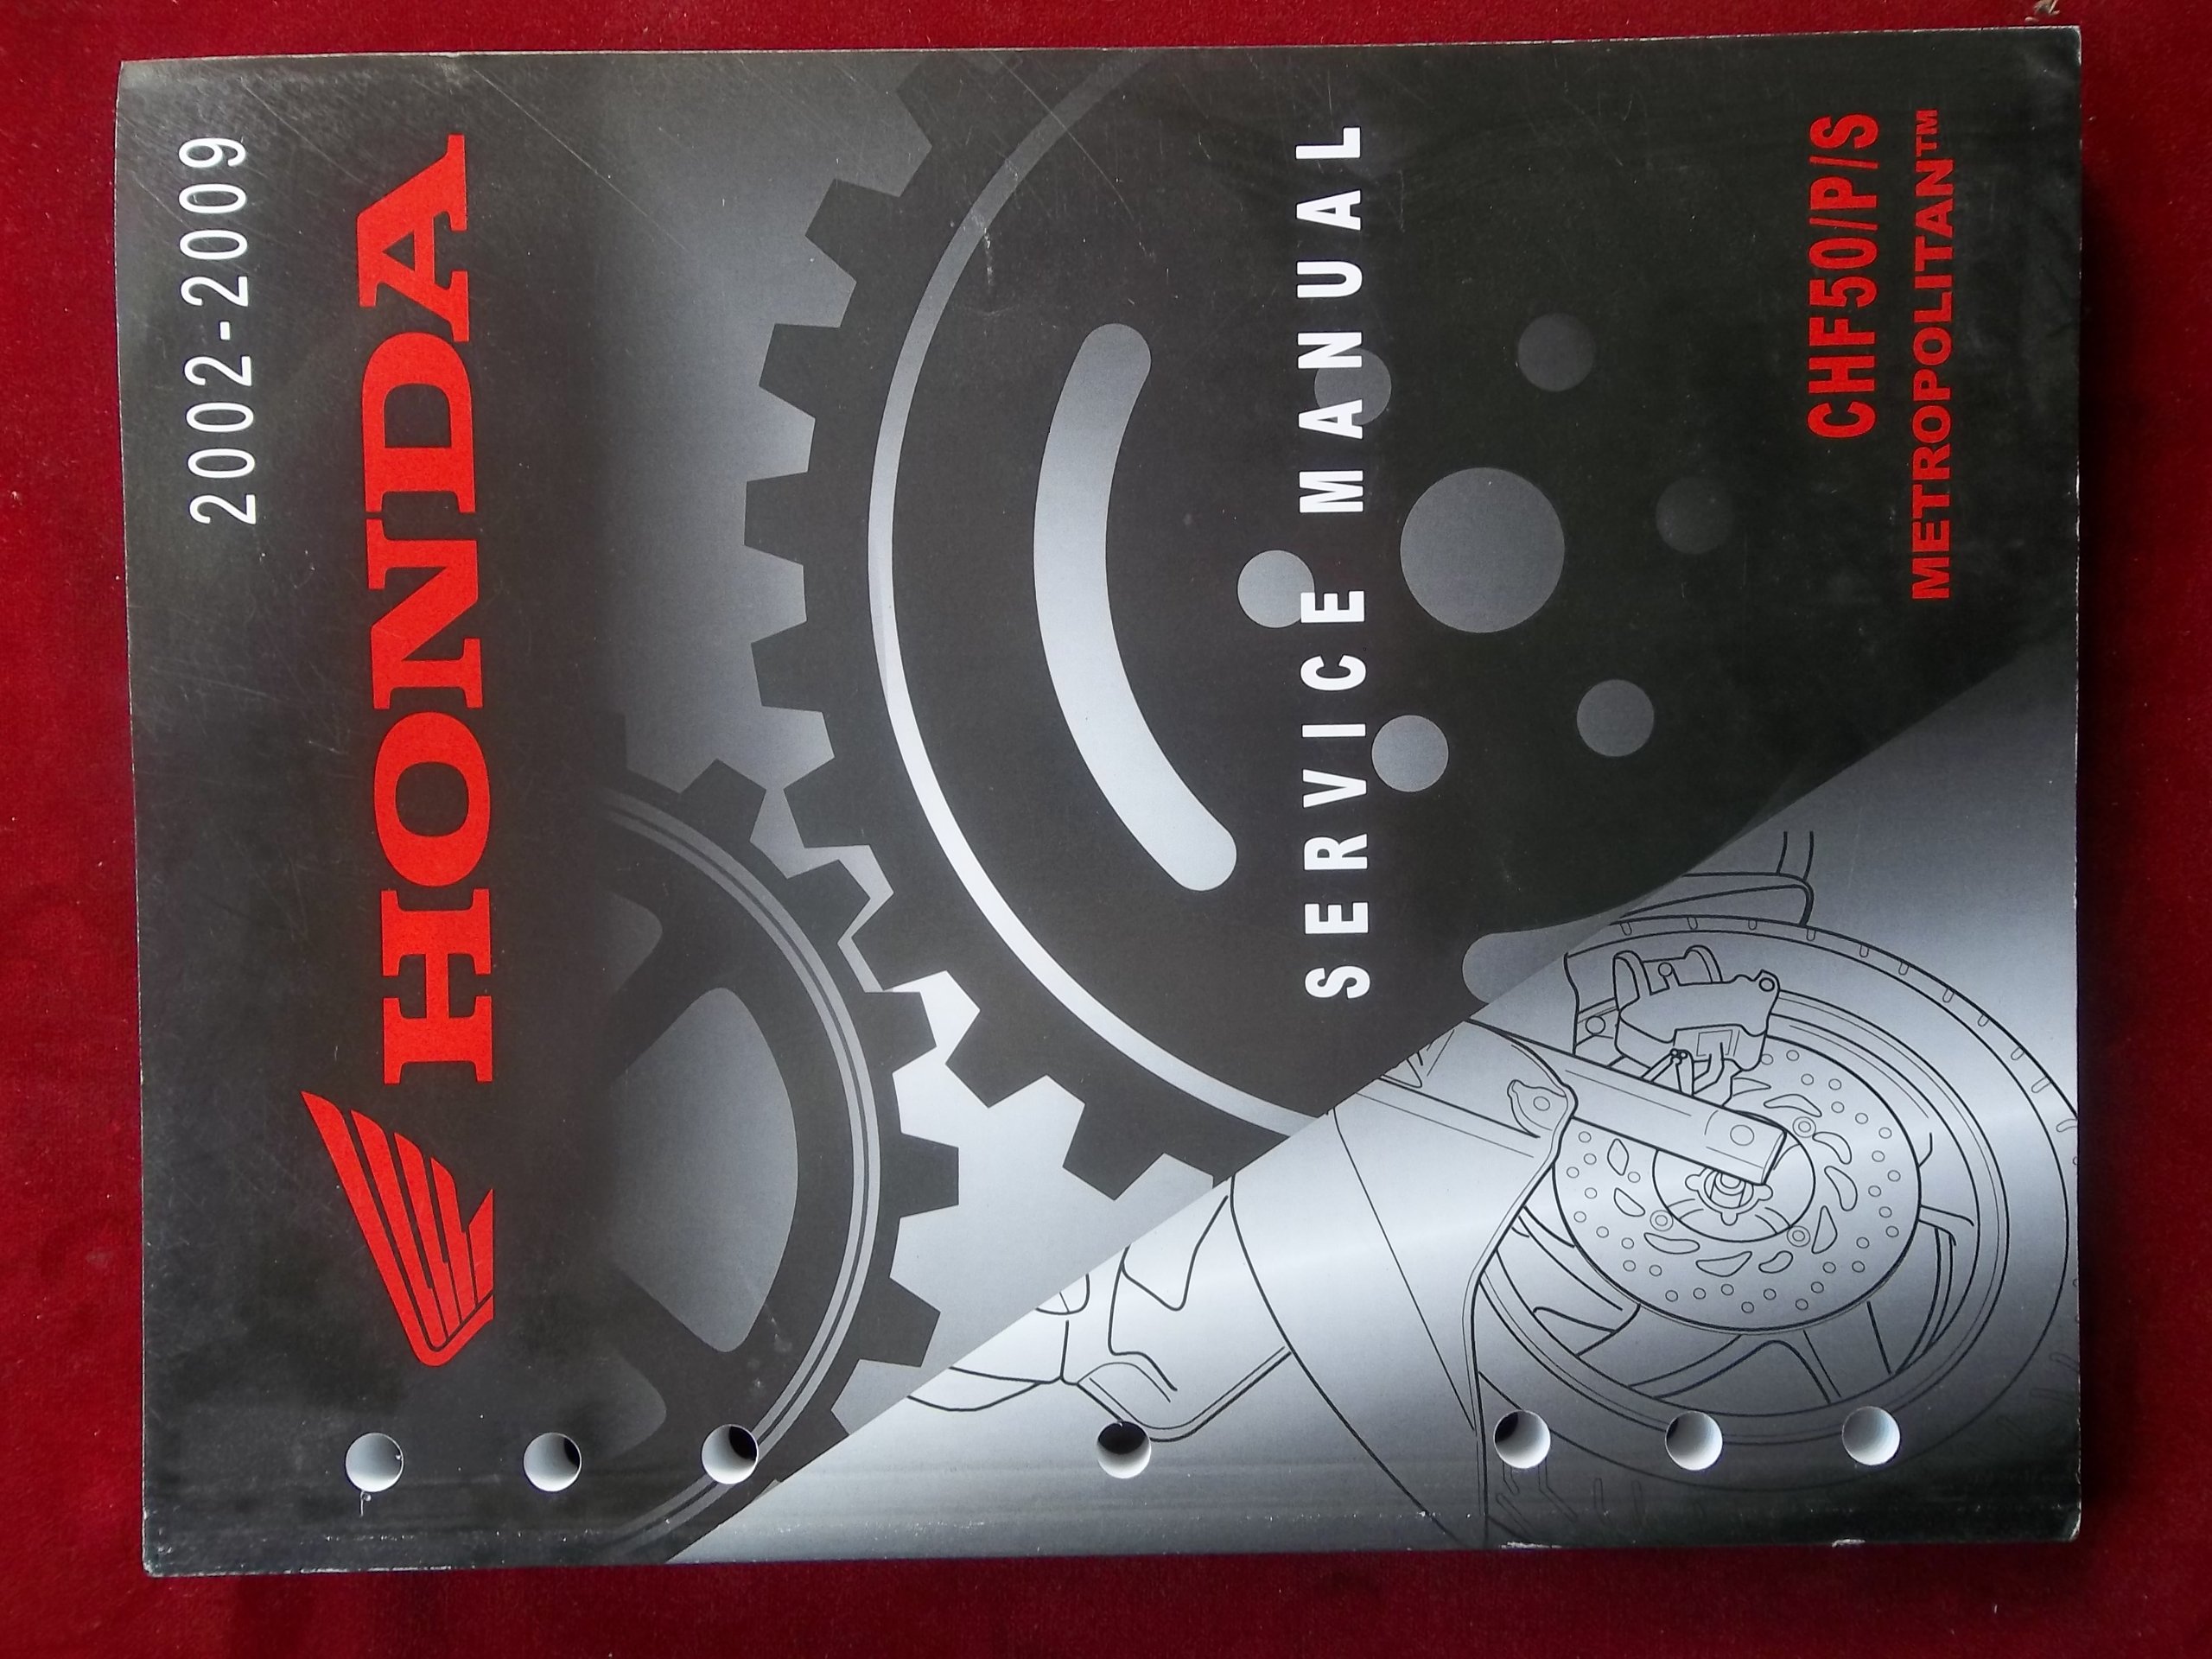 2002-2009
HONDA
SERVICE MANUAL
CHF50/P/S
METROPOLITAN™